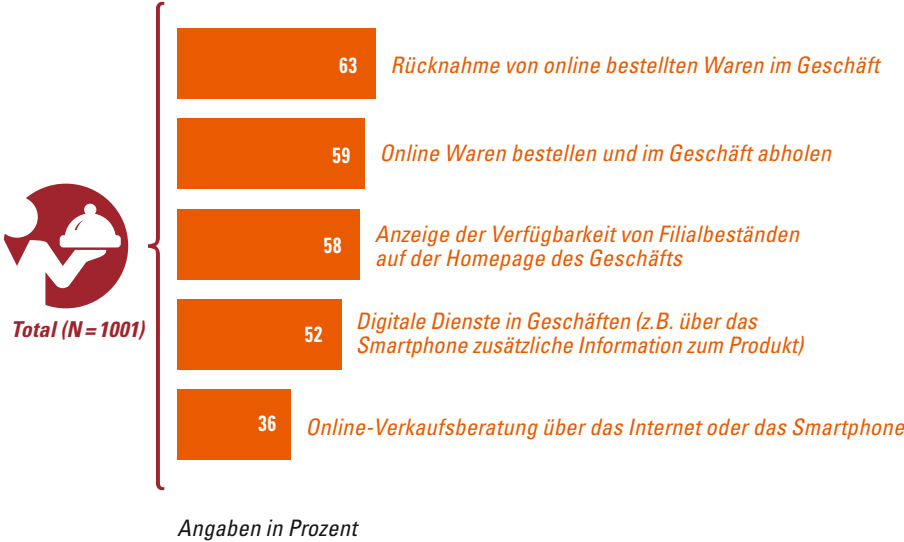 63 Rücknahme von online bestellten Waren im Geschäft
59 Online Waren bestellen und im Geschäft abholen
58 Anzeige der Verfügbarkeit von Filialbeständen
auf der Homepage des Geschäfts
Total (N = 1001)
52 Digitale Dienste in Geschäften (z.B. über das
Smartphone zusätzliche Information zum Produkt)
36 Online-Verkaufsberatung über das Internet oder das Smartphone
Angaben in Prozent